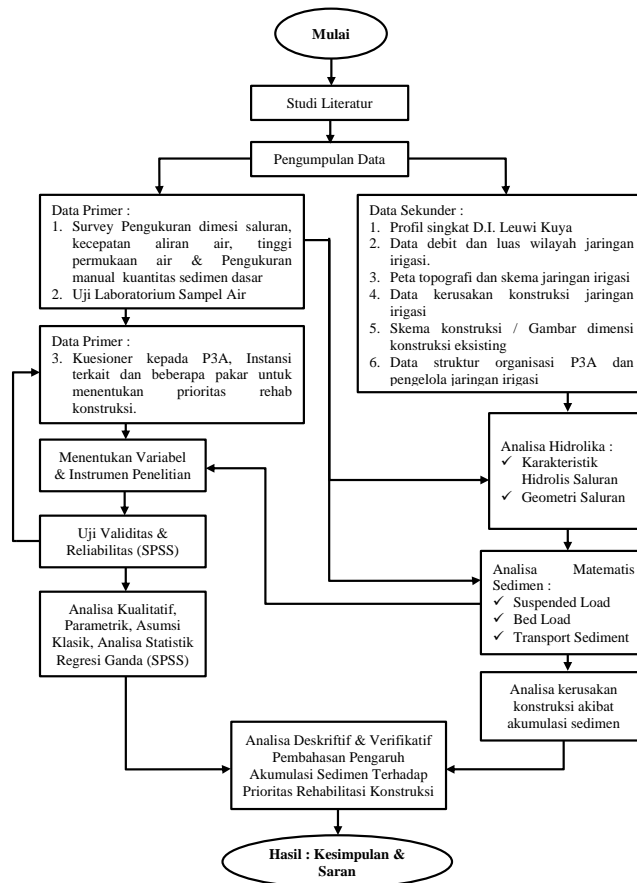 Mulai
Studi Literatur
Pengumpulan Data
Data Primer :
1. Survey Pengukuran dimesi saluran,
kecepatan aliran air, tinggi
permukaan air & Pengukuran
manual kuantitas sedimen dasar
2. Uji Laboratorium Sampel Air
Data Primer :
3. Kuesioner kepada P3A, Instansi
terkait dan beberapa pakar untuk
menentukan prioritas rehab
konstruksi.
Menentukan Variabel
& Instrumen Penelitian
Uji Validitas &
Reliabilitas (SPSS)
Analisa Kualitatif,
Parametrik, Asumsi
Klasik, Analisa Statistik
Regresi Ganda (SPSS)
Data Sekunder :
1. Profil singkat D.I. Leuwi Kuya
2. Data debit dan luas wilayah jaringan
irigasi.
3. Peta topografi dan skema jaringan irigasi
4. Data kerusakan konstruksi jaringan
irigasi
5. Skema konstruksi / Gambar dimensi
konstruksi eksisting
6. Data struktur organisasi P3A dan
pengelola jaringan irigasi
Analisa Hidrolika :
✓ Karakteristik
Hidrolis Saluran
✓ Geometri Saluran
Analisa Matematis
Sedimen :
✓ Suspended Load
✓ Bed Load
✓ Transport Sediment
Analisa kerusakan
konstruksi akibat
akumulasi sedimen
Analisa Deskriftif & Verifikatif
Pembahasan Pengaruh
Akumulasi Sedimen Terhadap
Prioritas Rehabilitasi Konstruksi
Hasil : Kesimpulan &
Saran